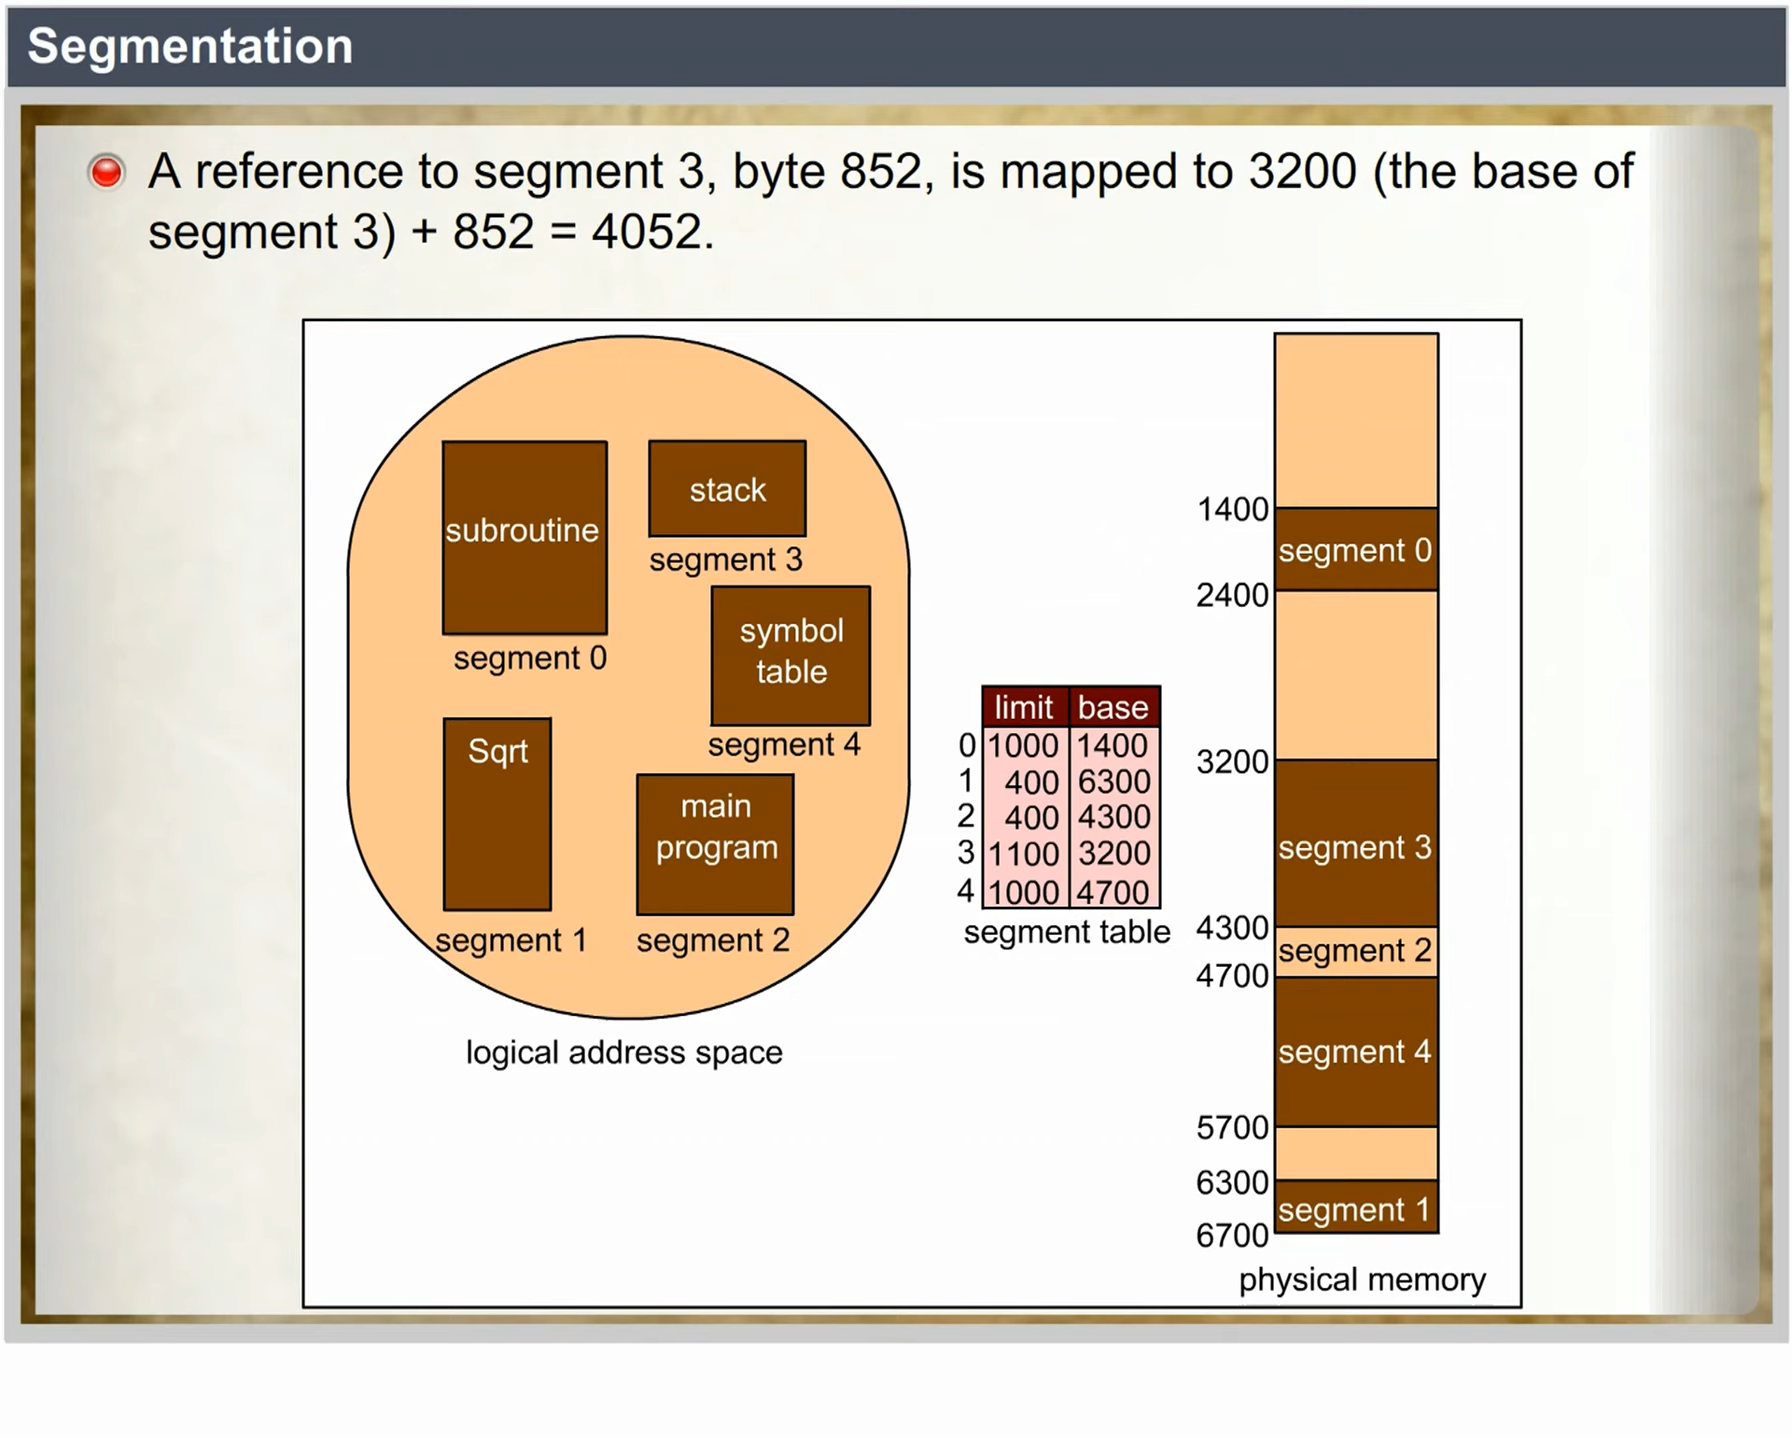 Segmentation
A reference to segment 3, byte 852, is mapped to 3200 (the base of
segment 3) + 852 = 4052.
subroutine
segment 0
stack
segment 3
symbol
table
segment 4
Sqrt
segment 1
main
program
segment 2
logical address space
limit base
0 1000 1400
1 400 6300
2 400 4300
3 1100 3200
4 1000 4700
segment table
1400
segment 0
2400
3200
segment 3
4300
segment 2
4700
segment 4
5700
6300
segment 1
6700
physical memory